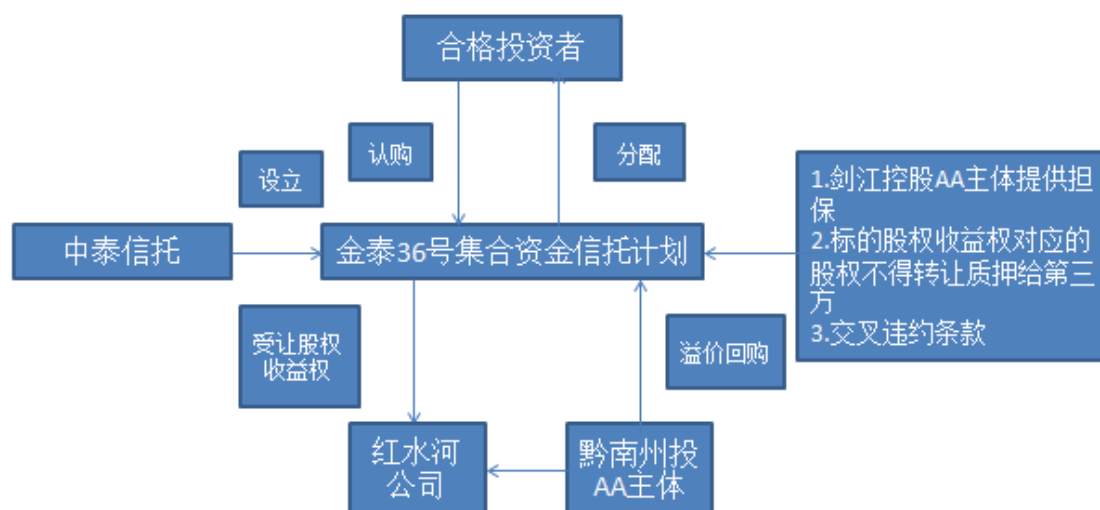 合格投资者
认购
分配
设立
1.剑江控股AA主体提供担
保
2.标的股权收益权对应的
股权不得转让质押给第三
方
3.交叉违约条款
中泰信托
金泰36号集合资金信托计划
受让股权
收益权
溢价回购
红水河
公司
黔南州投
AA主体